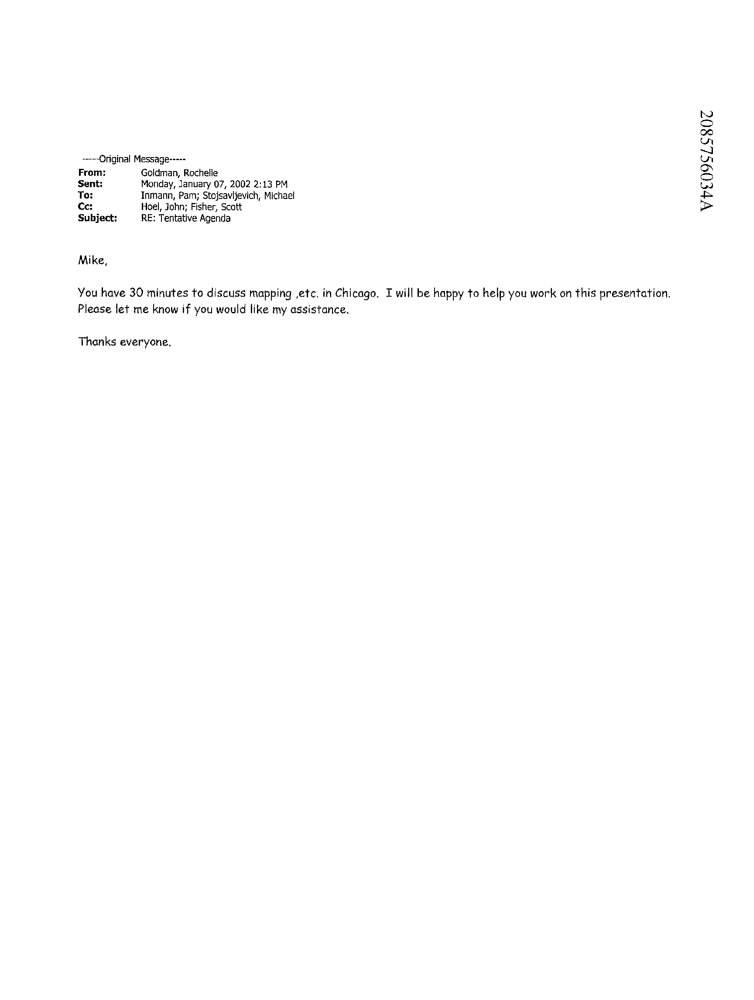 -----Original Message-----
From: Goldman, Rochelle
Sent: Monday, January 07, 2002 2:13 PM
To: Inmann, Pam; Stojsavljevich, Michael
Cc: Hoel, John; Fisher, Scott
Subject: RE: Tentative Agenda
Mike,
You have 30 minutes to discuss mapping ,etc. in Chicago. I will be happy to help you work on this presentation.
Please let me know if you would like my assistance.
Thanks everyone.
2085756034A